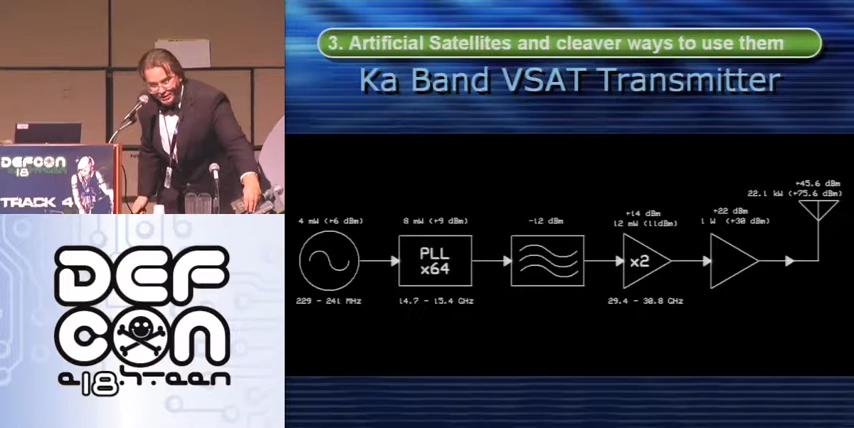 3. Artificial Satellites and cleaver ways to use them
Ka Band VSAT Transmitter
DEFCON
18
TRACK 4
+45.6 dBm
22.1 kW (+75.6 dBm)
4 mW (+6 dBm)
8 mW (+9 dBm)
-12 dBm
+14 dBm
12 mW (11dBm)
+22 dBm
1 W (+30 dBm)
PLL
x64
x2
229 - 241 MHz
14.7 - 15.4 GHz
29.4 - 30.8 GHz
DEF
CON
e18hteen